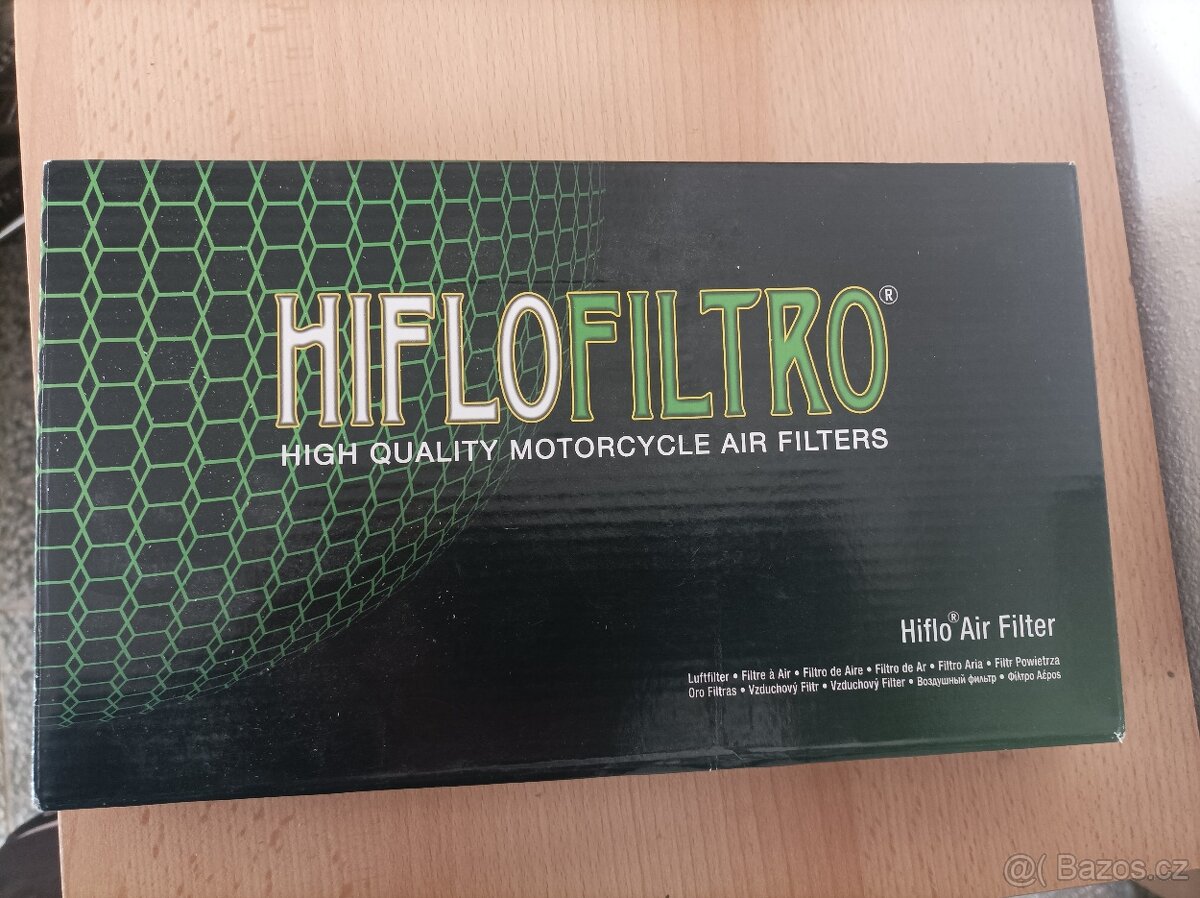 HIFLOFILTRO®
HIGH QUALITY MOTORCYCLE AIR FILTERS
Hiflo® Air Filter
Luftfilter • Filtre à Air • Filtro de Aire • Filtro de Ar • Filtro Aria • Filtr Powietrza
Oro Filtras • Vzduchový Filtr • Vzduchový Filter • Воздушный фильтр • Φίλτρο Αέρος
@( Bazos.cz